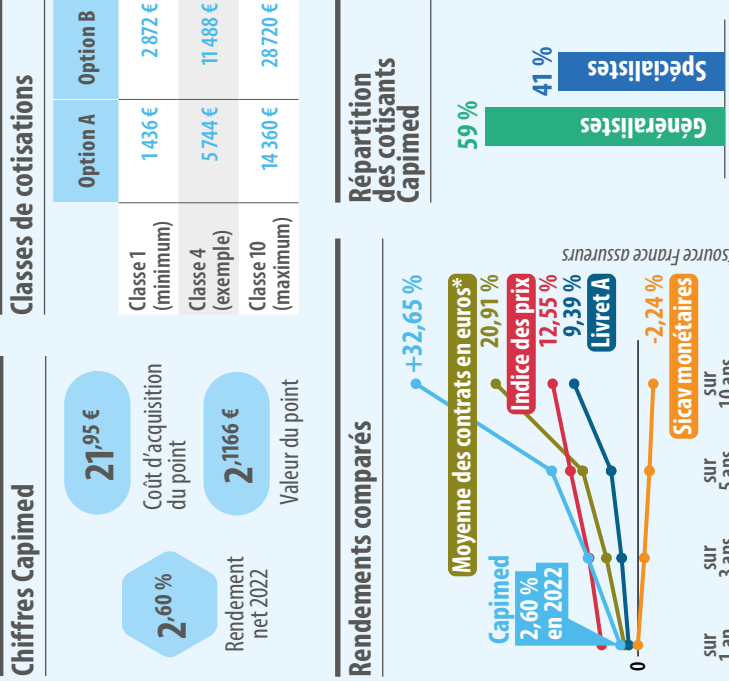 Chiffres Capimed
2,60 %
Rendement
net 2022
21,95 €
Coût d'acquisition
du point
2,1166 €
Valeur du point
Classes de cotisations
Option A
Option B
Classe 1
(minimum)
1 436 €
2 872 €
Classe 4
(exemple)
5 744 €
11 488 €
Classe 10
(maximum)
14 360 €
28 720 €
Rendements comparés
Capimed
2,60 %
en 2022
+32,65 %
Moyenne des contrats en euros*
20,91 %
Indice des prix
12,55 %
9,39 %
Livret A
-2,24 %
Sicav monétaires
0
sur
1 an
sur
3 ans
sur
5 ans
sur
10 ans
source France assureurs
Répartition
des cotisants
Capimed
59 %
Généralistes
41 %
Spécialistes